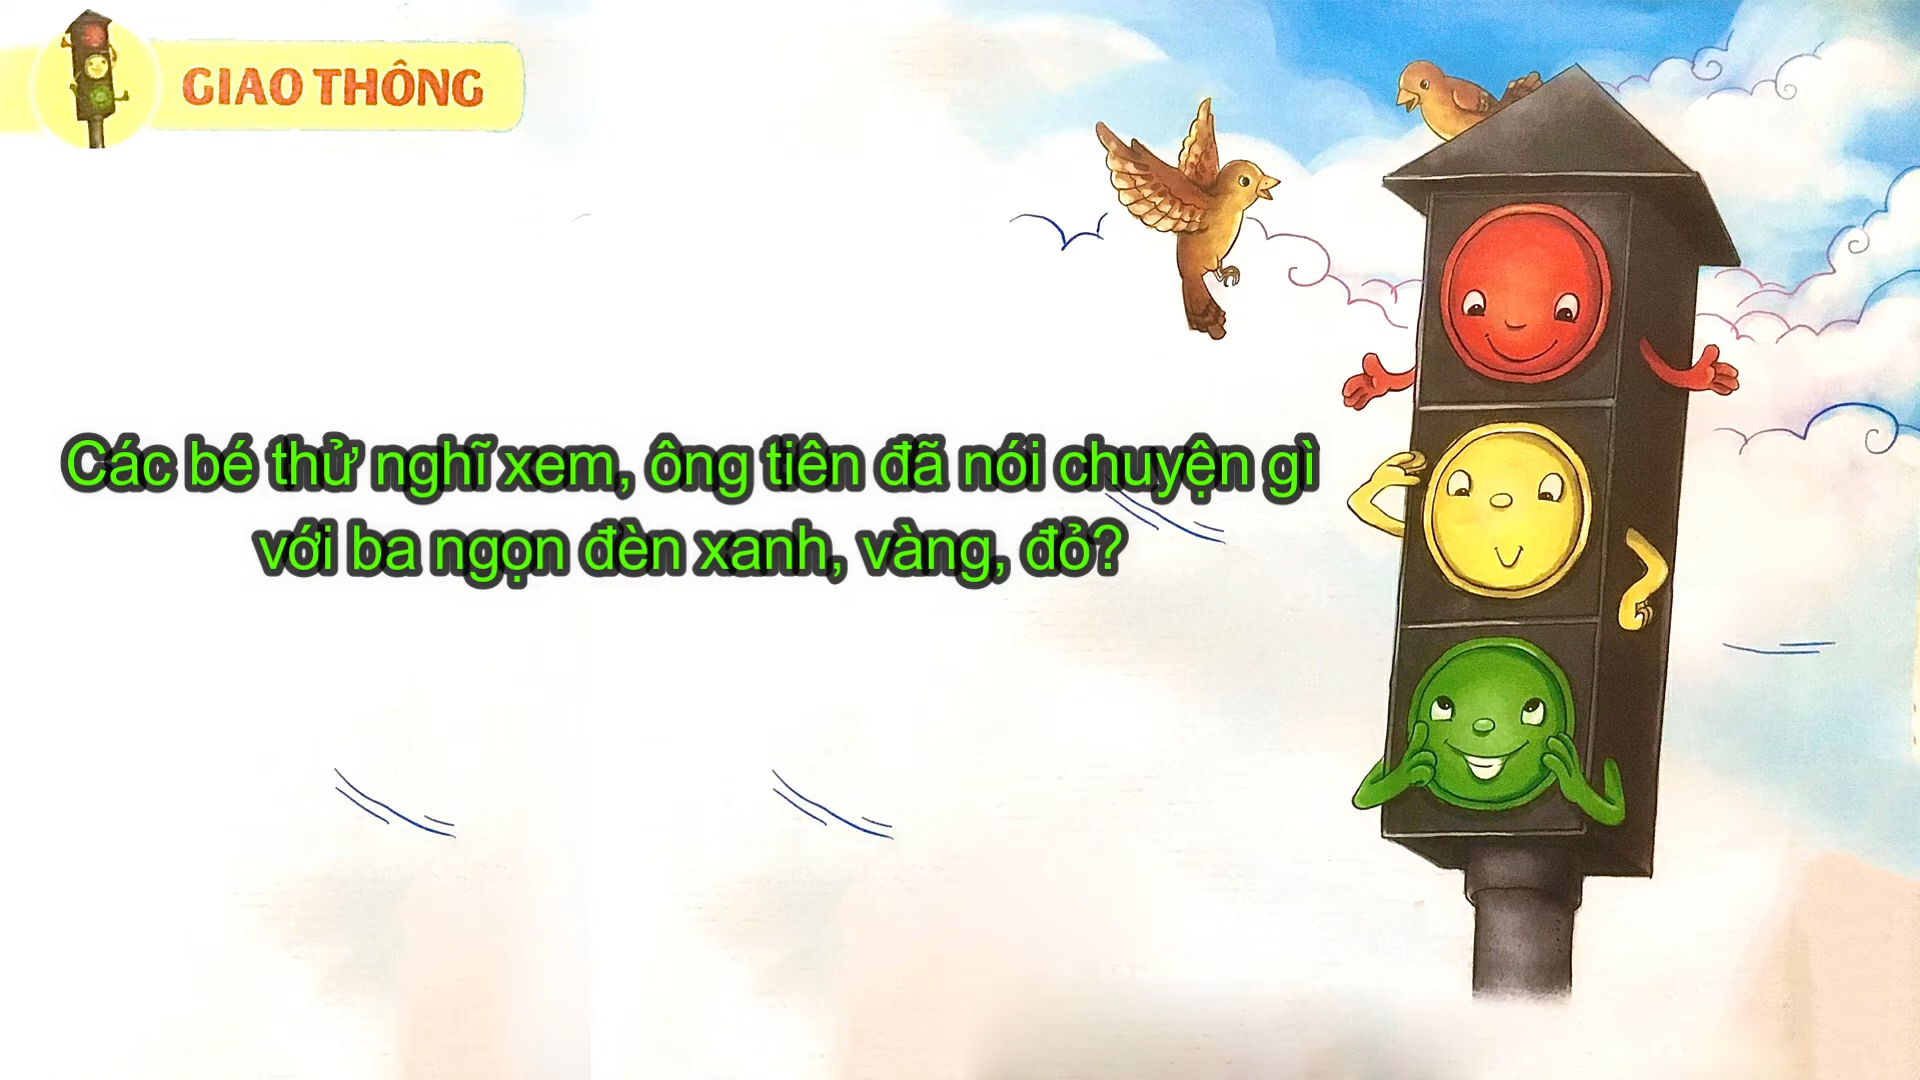 GIAO THÔNG
Các bé thử nghĩ xem, ông tiên đã nói chuyện gì
với ba ngọn đèn xanh, vàng, đỏ?